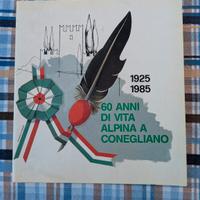 1925
1985
60 ANNI
DI VITA
ALPINA A
CONEGLIANO